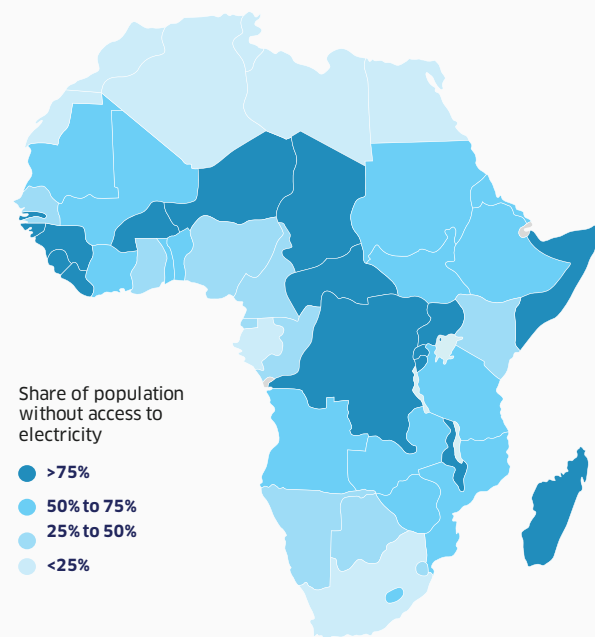 Share of population
without access to
electricity
>75%
50% to 75%
25% to 50%
<25%